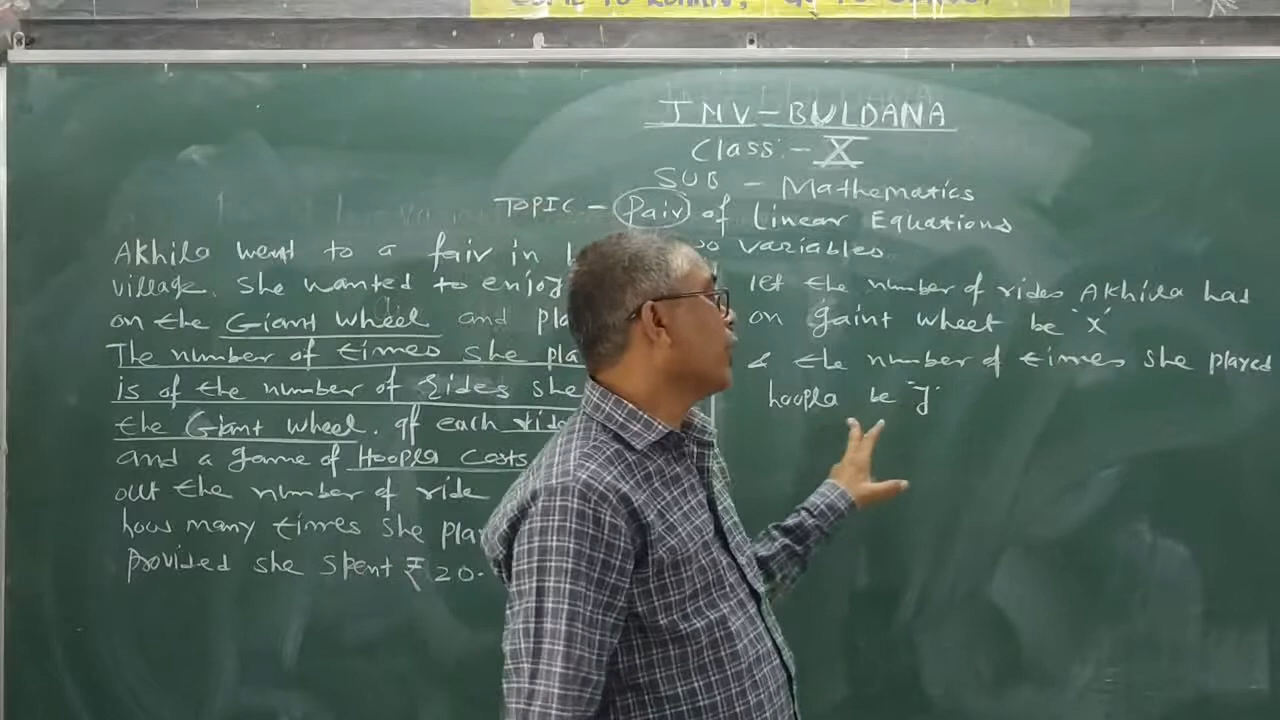 JNV-BULDANA
Class:- X
SUB - Mathematics
TOPIC - Pair of Linear Equations
variables
Akhila went to a fair in
village. She wanted to enjoy
on the Giant wheel and
The number of times she
is of the number of rides she
the Giant wheel. If each
and a game of Hoopla costs
out the number of ride
how many times she
provided she spent ₹ 20.
let the number of rides Akhila had
on gaint wheel be "x"
& the number of times she played
hoopla be "y"